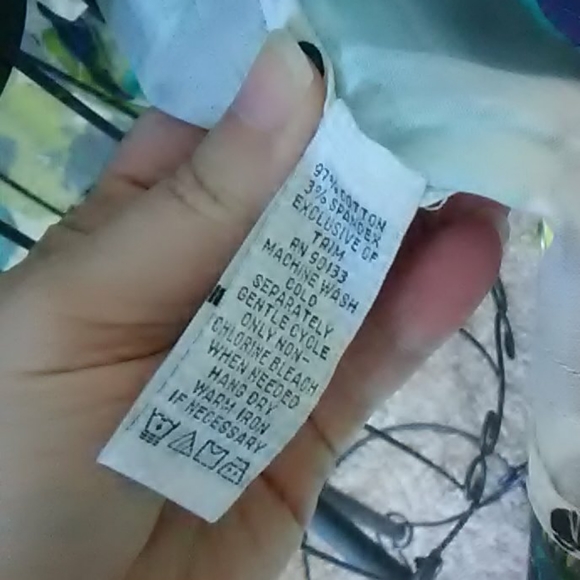 97% COTTON
3% SPANDEX
EXCLUSIVE OF
TRIM
RN 90133
MACHINE WASH
COLD
SEPARATELY
GENTLE CYCLE
ONLY NON-
CHLORINE BLEACH
WHEN NEEDED
HANG DRY
WARM IRON
IF NECESSARY